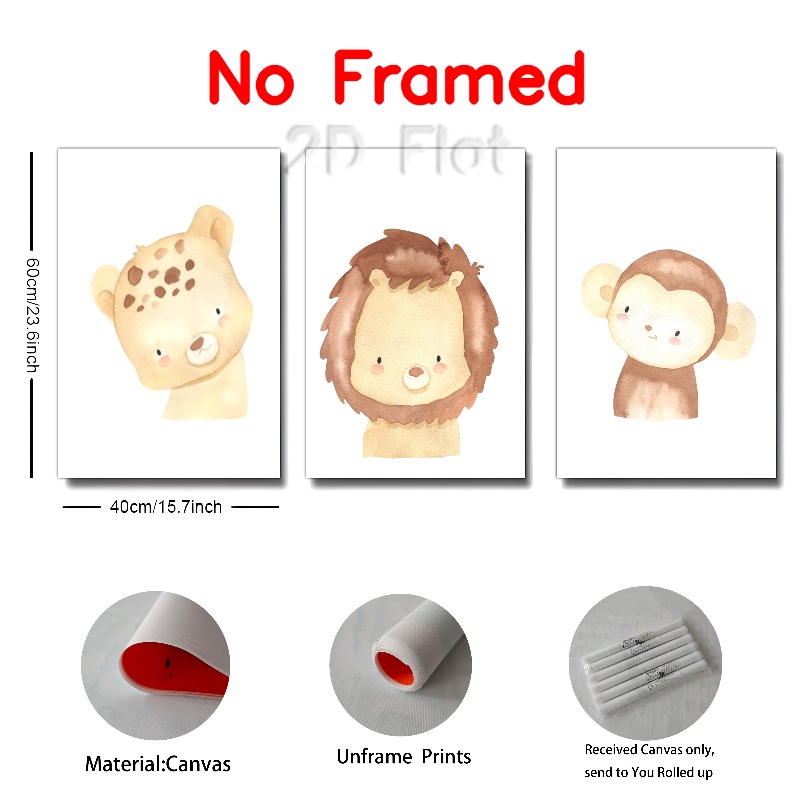 No Framed
2D Flat
60cm/23.6inch
40cm/15.7inch
Material:Canvas
Unframe Prints
Received Canvas only,
send to You Rolled up